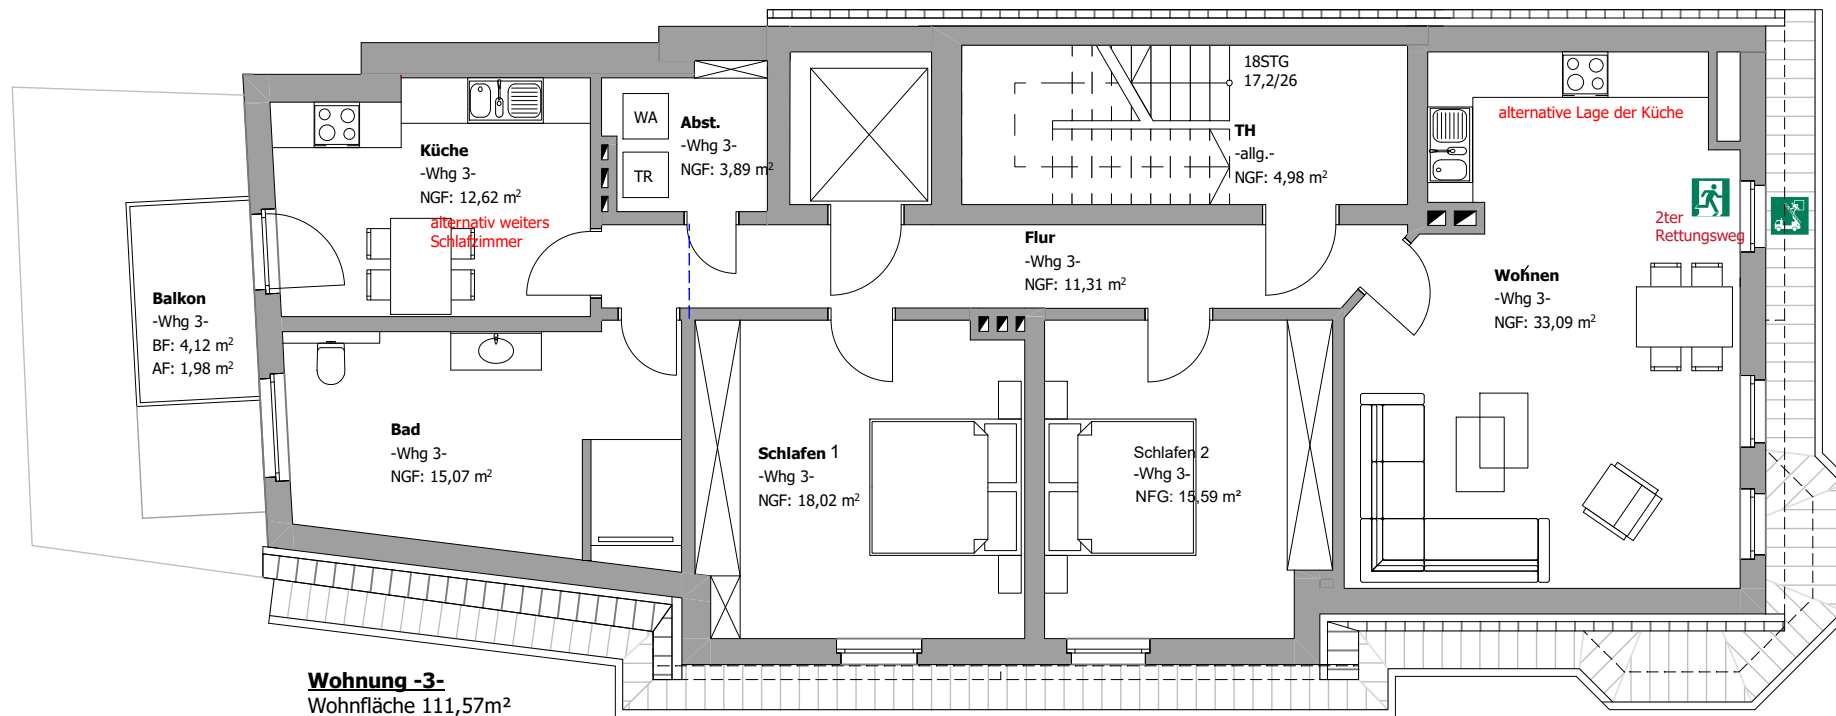 18STG
17,2/26
alternative Lage der Küche
WA
TR
Abst.
-Whg 3-
NGF: 3,89 m²
TH
-allg.-
NGF: 4,98 m²
Küche
-Whg 3-
NGF: 12,62 m²
alternativ weiters
Schlafzimmer
2ter
Rettungsweg
Flur
-Whg 3-
NGF: 11,31 m²
Wohnen
-Whg 3-
NGF: 33,09 m²
Balkon
-Whg 3-
BF: 4,12 m²
AF: 1,98 m²
Bad
-Whg 3-
NGF: 15,07 m²
Schlafen 1
-Whg 3-
NGF: 18,02 m²
Schlafen 2
-Whg 3-
NFG: 15,59 m²
Wohnung -3-
Wohnfläche 111,57m²